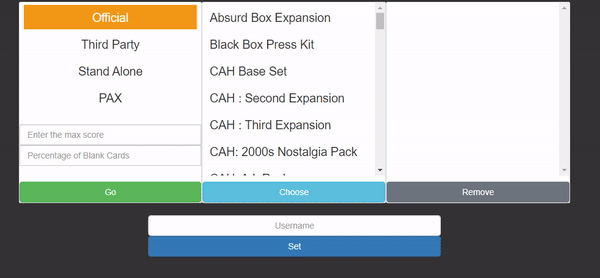 Official
Third Party
Stand Alone
PAX
Enter the max score
Percentage of Blank Cards
Go
Absurd Box Expansion
Black Box Press Kit
CAH Base Set
CAH : Second Expansion
CAH : Third Expansion
CAH: 2000s Nostalgia Pack
Choose
Remove
Username
Set